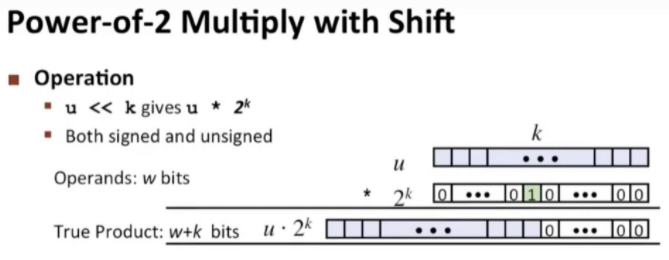 Power-of-2 Multiply with Shift
Operation
u << k gives u * 2^k
Both signed and unsigned
k
u
•••
Operands: w bits
* 2^k 0 ••• 0 1 0 ••• 0 0
True Product: w+k bits u · 2^k ••• 0 ••• 0 0